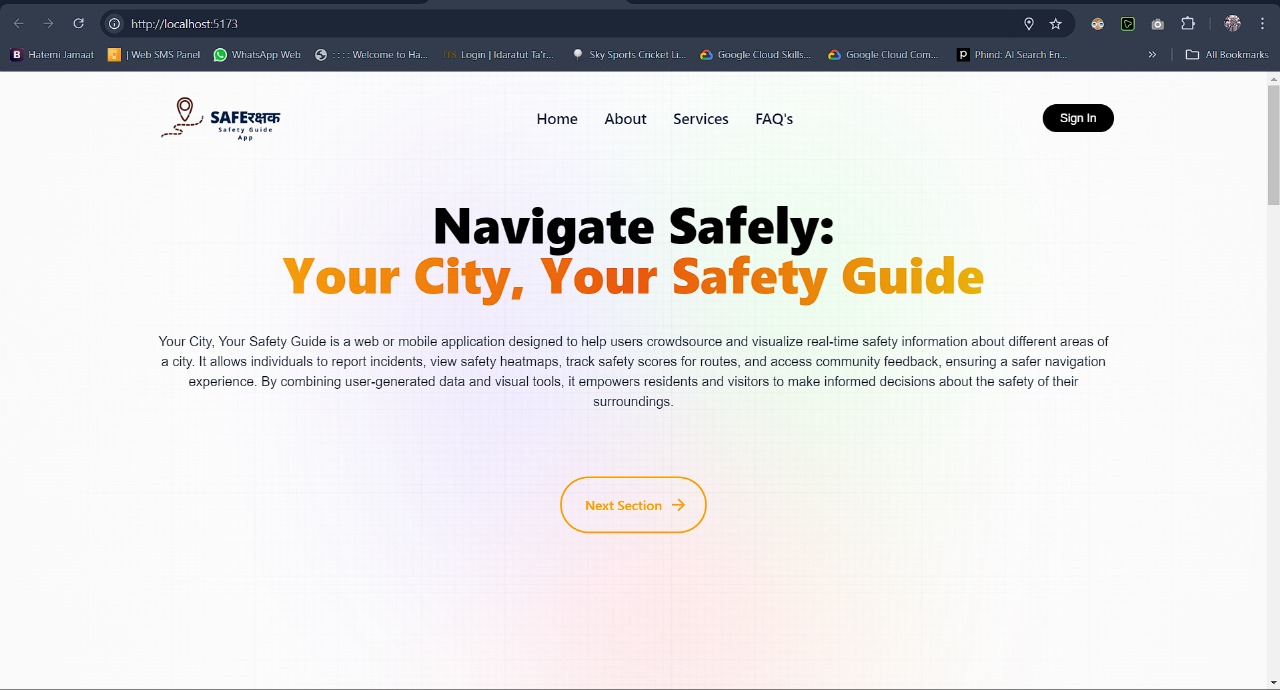 http://localhost:5173
B Hatemi Jamaat
| Web SMS Panel
WhatsApp Web
: : : : Welcome to Ha...
ITS Login | Idaratut Ta'r...
Sky Sports Cricket Li...
Google Cloud Skills...
Google Cloud Com...
P Phind: AI Search En...
»
All Bookmarks
SAFEरक्षक
Safety Guide
App
Home
About
Services
FAQ's
Sign In
Navigate Safely:
Your City, Your Safety Guide
Your City, Your Safety Guide is a web or mobile application designed to help users crowdsource and visualize real-time safety information about different areas of
a city. It allows individuals to report incidents, view safety heatmaps, track safety scores for routes, and access community feedback, ensuring a safer navigation
experience. By combining user-generated data and visual tools, it empowers residents and visitors to make informed decisions about the safety of their
surroundings.
Next Section →